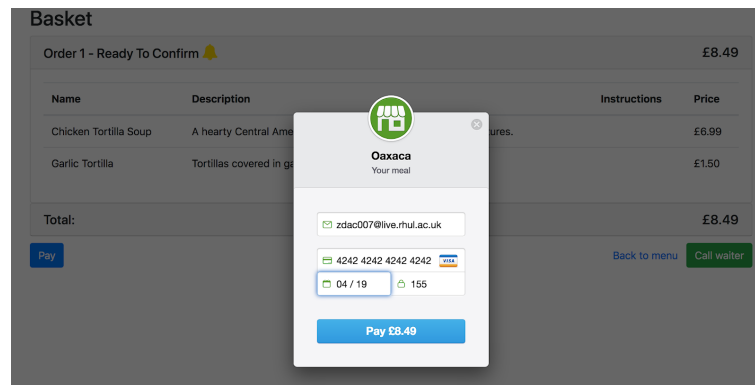 Basket
Order 1 - Ready To Confirm £8.49
Name Description Instructions Price
Chicken Tortilla Soup A hearty Central Ame ures. £6.99
Garlic Tortilla Tortillas covered in ga £1.50
Total: £8.49
Pay Back to menu Call waiter
Oaxaca
Your meal
zdac007@live.rhul.ac.uk
4242 4242 4242 4242 VISA
04 / 19 155
Pay £8.49